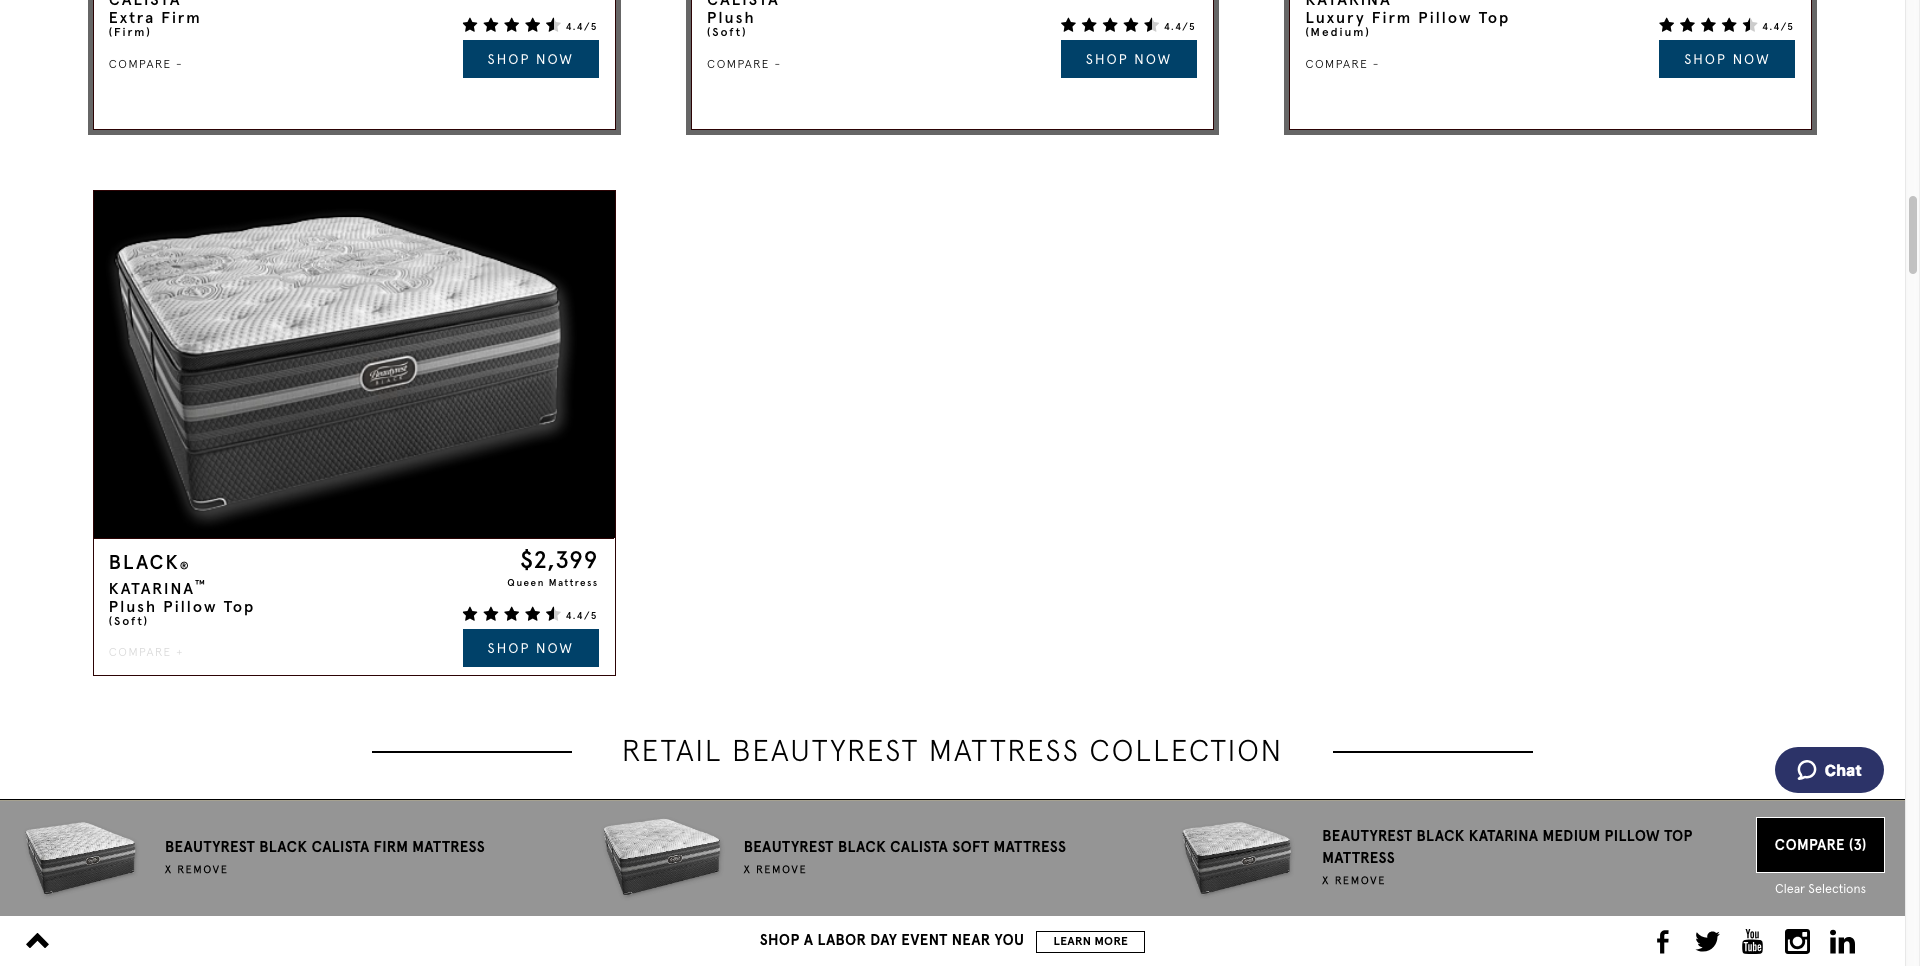 Extra Firm
(Firm)
4.4/5
COMPARE -
SHOP NOW
Plush
(Soft)
4.4/5
COMPARE -
SHOP NOW
Luxury Firm Pillow Top
(Medium)
4.4/5
COMPARE -
SHOP NOW
Beautyrest
BLACK
BLACK®
$2,399
KATARINA™
Queen Mattress
Plush Pillow Top
(Soft)
4.4/5
COMPARE +
SHOP NOW
RETAIL BEAUTYREST MATTRESS COLLECTION
Chat
BEAUTYREST BLACK CALISTA FIRM MATTRESS
X REMOVE
BEAUTYREST BLACK CALISTA SOFT MATTRESS
X REMOVE
BEAUTYREST BLACK KATARINA MEDIUM PILLOW TOP
MATTRESS
X REMOVE
COMPARE (3)
Clear Selections
SHOP A LABOR DAY EVENT NEAR YOU
LEARN MORE
You
Tube